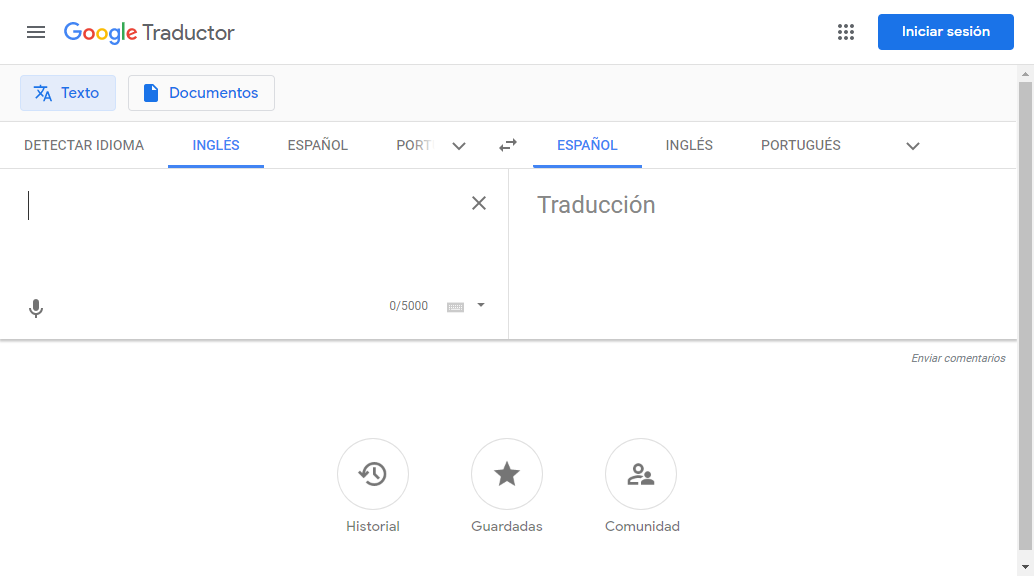 Google Traductor
Iniciar sesión
Texto
Documentos
DETECTAR IDIOMA INGLÉS ESPAÑOL PORT ESPAÑOL INGLÉS PORTUGUÉS
Traducción
0/5000
Enviar comentarios
Historial Guardadas Comunidad